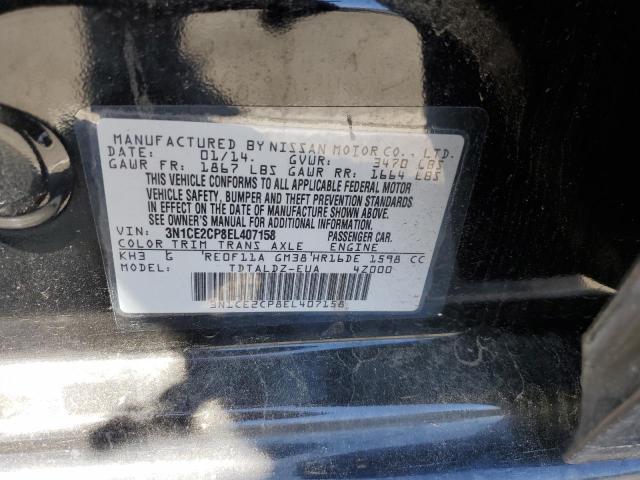 MANUFACTURED BY NISSAN MOTOR CO., LTD.
DATE: 01/14. GVWR: 3470 LBS
GAWR FR: 1867 LBS GAWR RR: 1664 LBS
THIS VEHICLE CONFORMS TO ALL APPLICABLE FEDERAL MOTOR
VEHICLE SAFETY, BUMPER, AND THEFT PREVENTION STANDARDS
IN EFFECT ON THE DATE OF MANUFACTURE SHOWN ABOVE.
SEE OWNER'S MANUAL FOR ADDITIONAL INFORMATION
VIN: 3N1CE2CP8EL407158 PASSENGER CAR.
COLOR TRIM TRANS AXLE ENGINE
KH3 G RE0F11A GM38 HR16DE 1598 CC
MODEL: TDTALDZ-EUA 4Z000
3N1CE2CP8EL407158